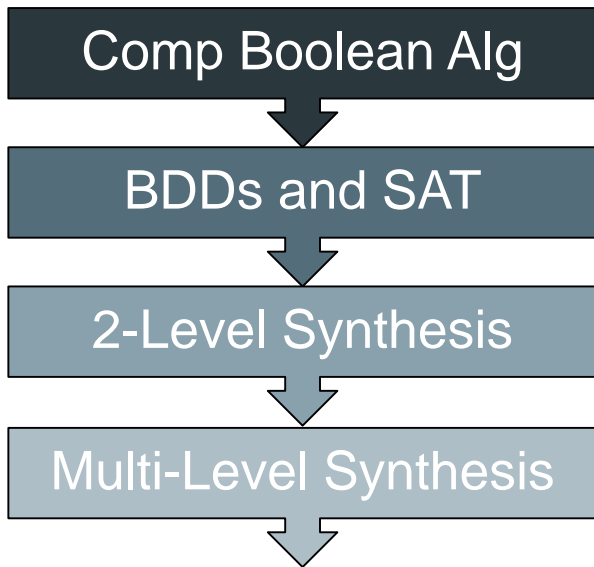 Comp Boolean Alg
BDDs and SAT
2-Level Synthesis
Multi-Level Synthesis